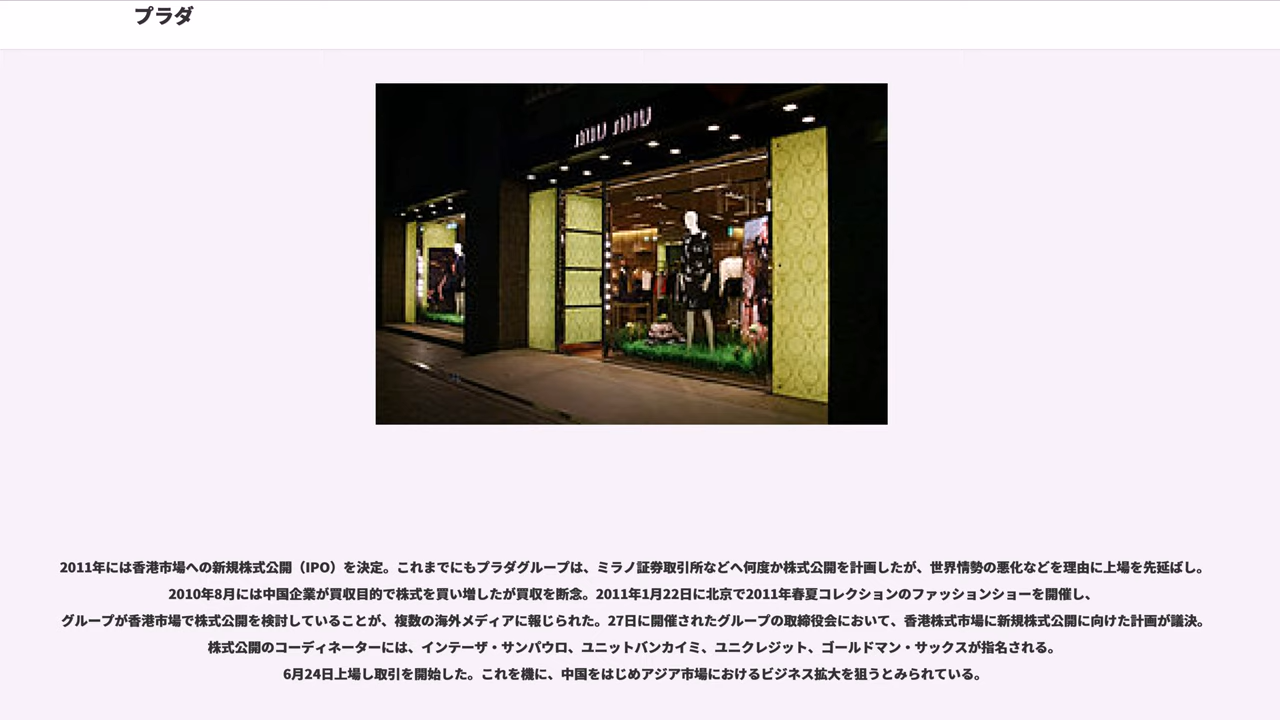 プラダ
MIU MIU
2011年には香港市場への新規株式公開（IPO）を決定。これまでにもプラダグループは、ミラノ証券取引所などへ何度か株式公開を計画したが、世界情勢の悪化などを理由に上場を先延ばし。
2010年8月には中国企業が買収目的で株式を買い増したが買収を断念。2011年1月22日に北京で2011年春夏コレクションのファッションショーを開催し、
グループが香港市場で株式公開を検討していることが、複数の海外メディアに報じられた。27日に開催されたグループの取締役会において、香港株式市場に新規株式公開に向けた計画が議決。
株式公開のコーディネーターには、インテーザ・サンパウロ、ユニットバンカイミ、ユニクレジット、ゴールドマン・サックスが指名される。
6月24日上場し取引を開始した。これを機に、中国をはじめアジア市場におけるビジネス拡大を狙うとみられている。